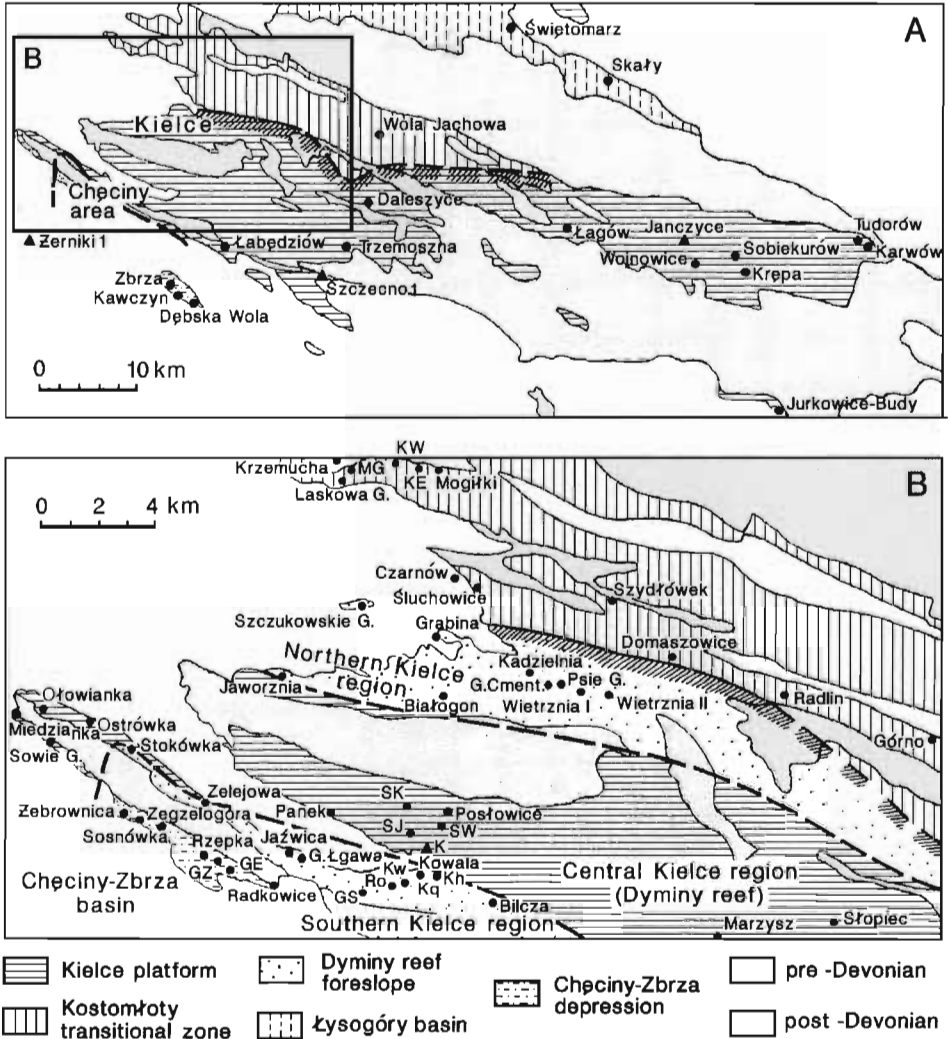 A
Świętomarz
Skały
B
Kielce
Wola Jachowa
Chęciny
area
Daleszyce
Żerniki 1
Łabędziów
Trzemoszna
Łagów
Janczyce
Tudorów
Wojnowice
Sobiekurów
Karwów
Krępa
Zbrza
Kawczyn
Dębska Wola
Szczecno 1
0 10 km
Jurkowice-Budy
B
KW
Krzemucha
MG
KE
Mogiłki
Laskowa G.
0 2 4 km
Czarnów
Śluchowice
Szydłówek
Szczukowskie G.
Grabina
Domaszowice
Northern Kielce
region
Kadzielnia
Jaworznia
G.Cment.
Psie G.
Radlin
Białogon
Wietrznia I
Wietrznia II
Górno
Ołowianka
Miedzianka
Ostrówka
Sowie G.
Stokówka
Żebrownica
Zegzelogóra
Zelejowa
Panek
SK
Posłowice
Sosnówka
SJ
SW
Rzepka
Jaźwica
K
GZ
GE
G.Łgawa
Kw
Kowala
Ro
Kq
Kh
Central Kielce region
(Dyminy reef)
Chęciny-Zbrza
basin
Radkowice
GS
Bilcza
Southern Kielce region
Marzysz
Słopiec
Kielce platform
Dyminy reef
foreslope
Chęciny-Zbrza
depression
pre -Devonian
Kostomłoty
transitional zone
Łysogóry basin
post -Devonian